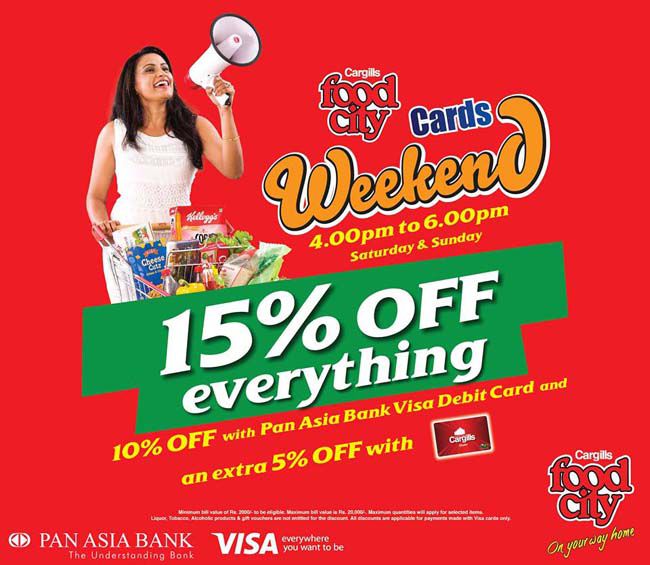 Cargills
food
city
Cards
Weekend
4.00pm to 6.00pm
Saturday & Sunday
Kellogg's
Cheese
15% OFF
everything
10% OFF with Pan Asia Bank Visa Debit Card and
an extra 5% OFF with
Cargills
Cargills
food
city
On your way home
Minimum bill value of Rs. 2000/- to be eligible. Maximum bill value is Rs. 20,000/-. Maximum quantities will apply for selected items.
Liquor, Tobacco, Alcoholic products & gift vouchers are not entitled for the discount. All discounts are applicable for payments made with Visa cards only.
PAN ASIA BANK
The Understanding Bank
VISA
everywhere
you want to be